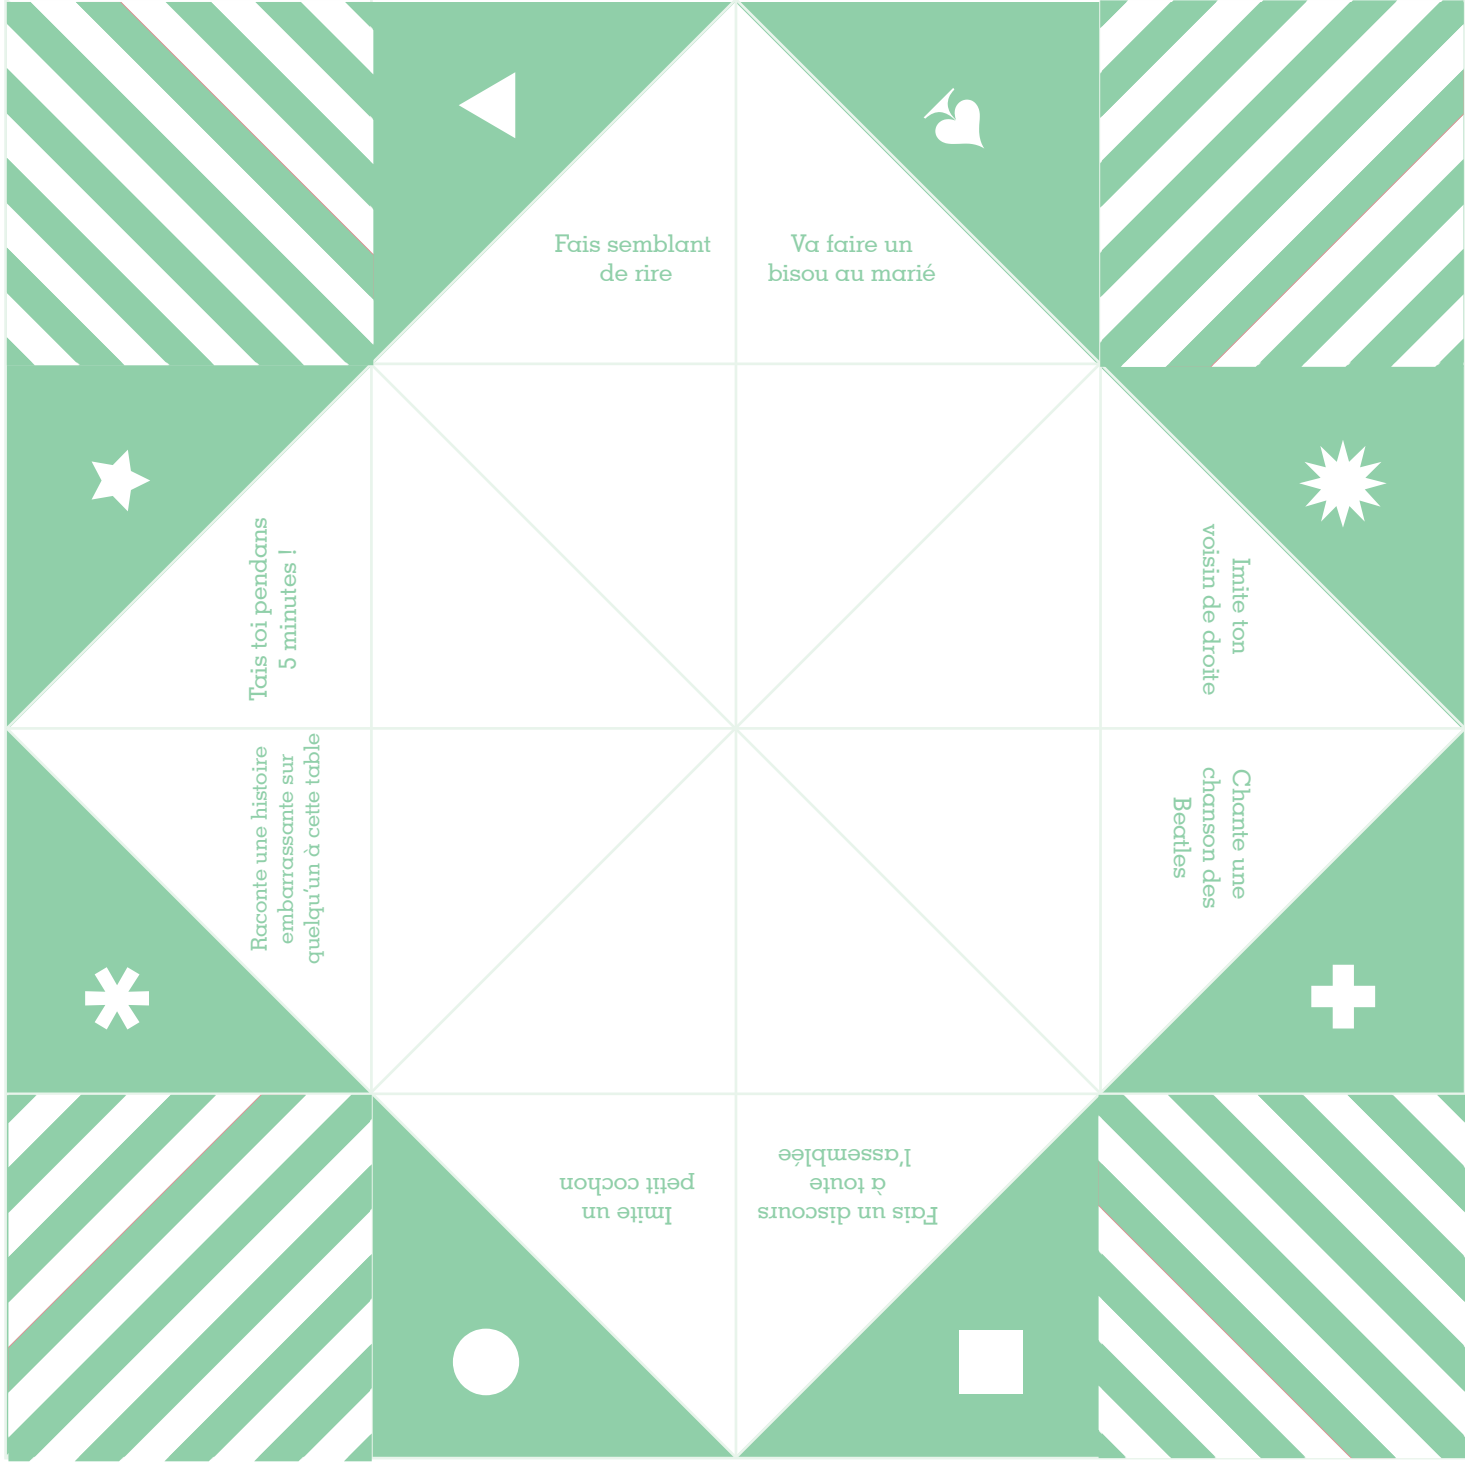 Fais semblant
de rire
Va faire un
bisou au marié
Tais toi pendans
5 minutes !
Imite ton
voisin de droite
Raconte une histoire
embarrassante sur
quelqu'un à cette table
Chante une
chanson des
Beatles
Imite un
petit cochon
Fais un discours
à toute
l'assemblée